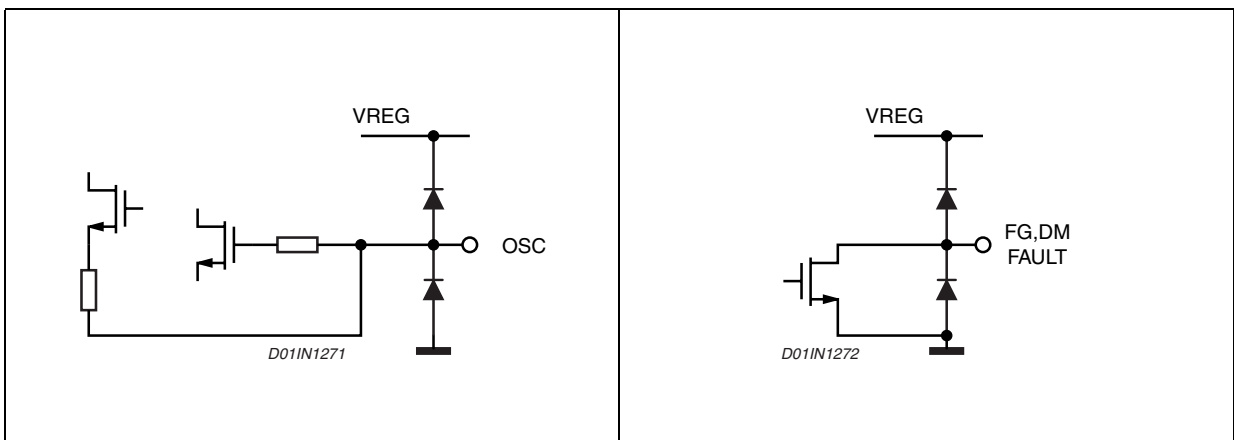 VREG
OSC
D01IN1271
VREG
FG,DM
FAULT
D01IN1272